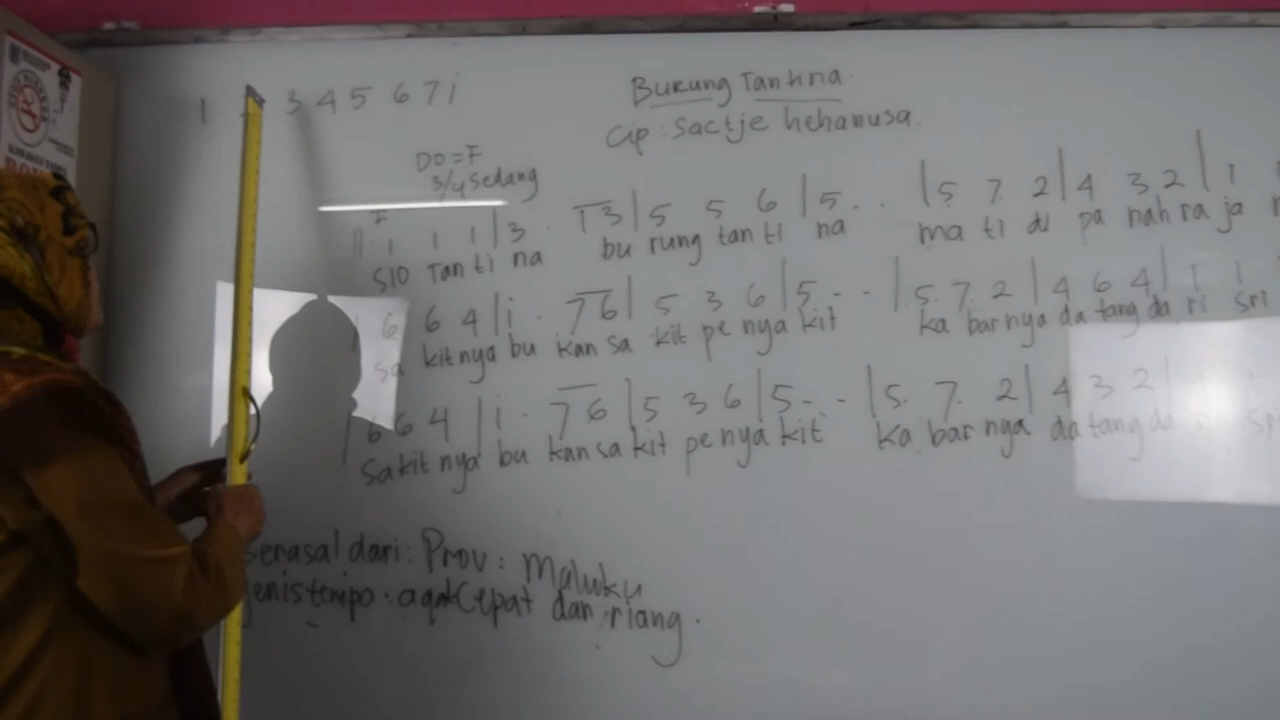 1 3 4 5 6 7 i
Burung Tantina
Cip : Sactje hehanusa.
Do = F
3/4 sedang
F
|| 1 1 1 | 3 . 1 3 | 5 5 6 | 5 . . | 5 7 2 | 4 3 2 | 1
SIO Tan ti na bu rung tan ti na ma ti di pa nah ra ja
| 6 6 4 | i . 7 6 | 5 3 6 | 5 - - | 5. 7. 2 | 4 6 4 | 1 1
sa kit nya bu kan sa kit pe nya kit ka bar nya da tang da ri sri
| 6 6 4 | i . 7 6 | 5 3 6 | 5 - - | 5. 7. 2 | 4 3 2 |
Sakit nya bu kan sa kit pe nya kit ka bar nya da tang da
Berasal dari : Prov : Maluku
jenis tempo : agak Cepat dan riang.